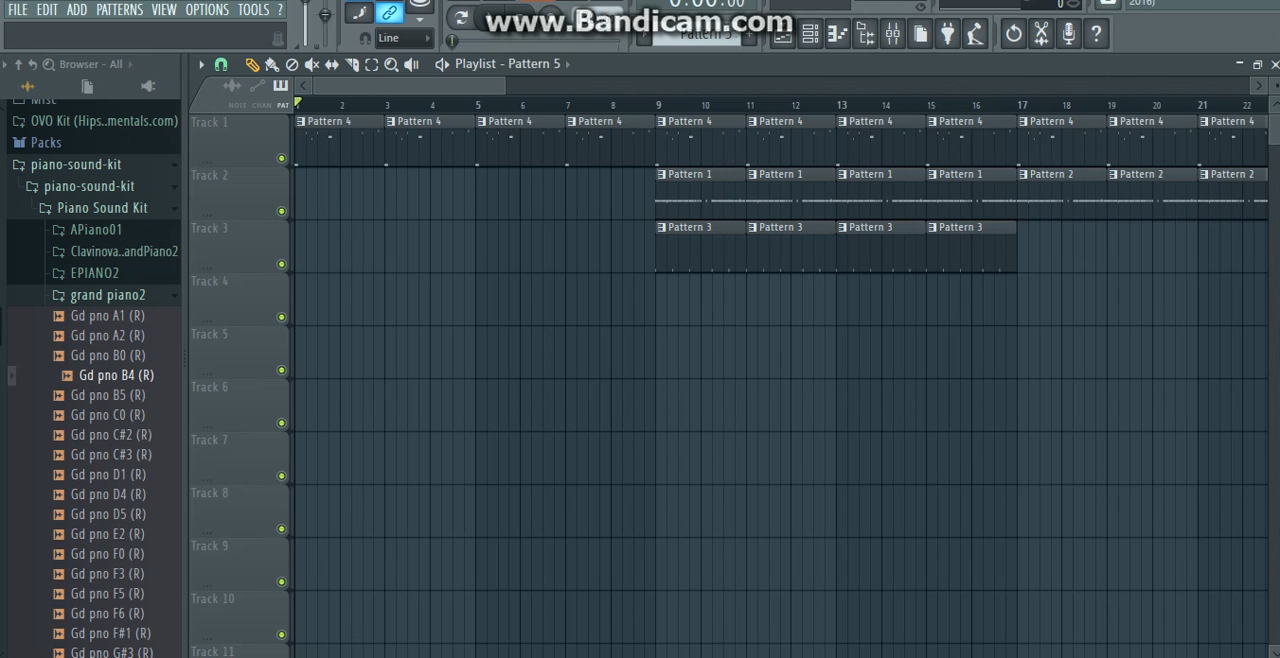 www.Bandicam.com
0:00:00
2016)
FILE EDIT ADD PATTERNS VIEW OPTIONS TOOLS ?
Line
Pattern 5 +
?
Browser - All
Playlist - Pattern 5
NOTE CHAN PAT
2 3 4 5 6 7 8 9 10 11 12 13 14 15 16 17 18 19 20 21 22
Misc
OVO Kit (Hips..mentals.com)
Packs
piano-sound-kit
piano-sound-kit
Piano Sound Kit
APiano01
Clavinova..andPiano2
EPIANO2
grand piano2
Gd pno A1 (R)
Gd pno A2 (R)
Gd pno B0 (R)
Gd pno B4 (R)
Gd pno B5 (R)
Gd pno C0 (R)
Gd pno C#2 (R)
Gd pno C#3 (R)
Gd pno D1 (R)
Gd pno D4 (R)
Gd pno D5 (R)
Gd pno E2 (R)
Gd pno F0 (R)
Gd pno F3 (R)
Gd pno F5 (R)
Gd pno F6 (R)
Gd pno F#1 (R)
Gd pno G#3 (R)
Track 1
Pattern 4 Pattern 4 Pattern 4 Pattern 4 Pattern 4 Pattern 4 Pattern 4 Pattern 4 Pattern 4 Pattern 4 Pattern 4
Track 2
Pattern 1 Pattern 1 Pattern 1 Pattern 1 Pattern 2 Pattern 2 Pattern 2
Track 3
Pattern 3 Pattern 3 Pattern 3 Pattern 3
Track 4
Track 5
Track 6
Track 7
Track 8
Track 9
Track 10
Track 11